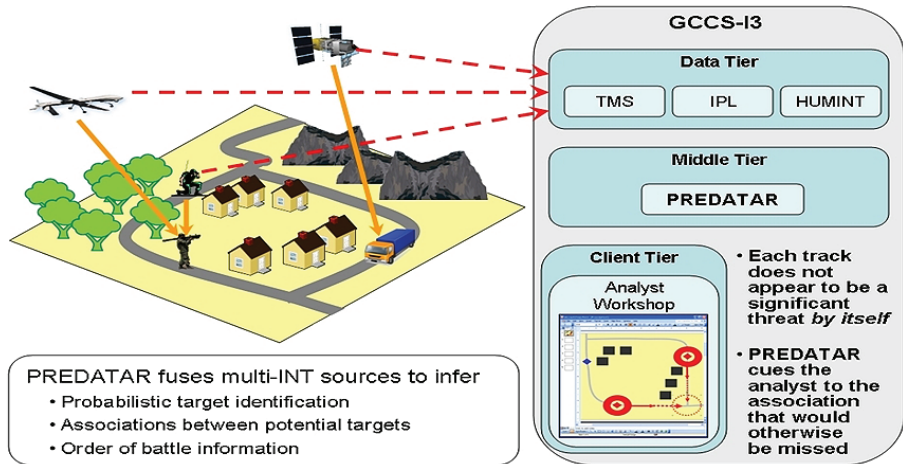 GCCS-I3
Data Tier
TMS
IPL
HUMINT
Middle Tier
PREDATAR
Client Tier
Analyst
Workshop
• Each track
does not
appear to be a
significant
threat by itself
• PREDATAR
cues the
analyst to the
association
that would
otherwise
be missed
PREDATAR fuses multi-INT sources to infer
• Probabilistic target identification
• Associations between potential targets
• Order of battle information